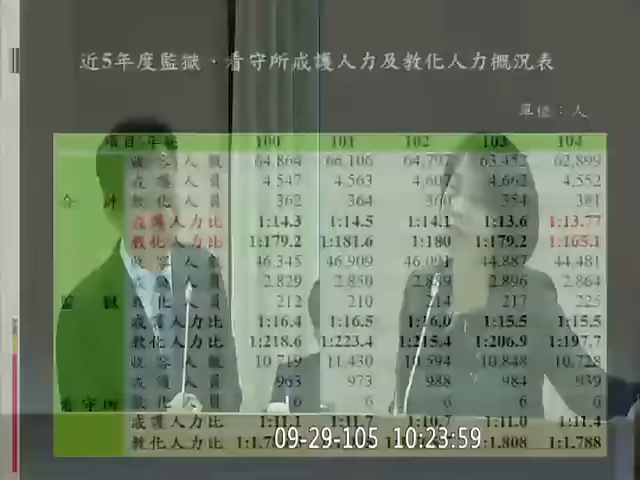 近5年度監獄、看守所戒護人力及教化人力概況表
單位：人
項目 年度 100 101 102 103 104
收容人數 64,864 66,106 64,797 63,452 62,899
合計 戒護人員 4,547 4,563 4,607 4,662 4,552
教化人員 362 364 360 354 381
戒護人力比 1:14.3 1:14.5 1:14.1 1:13.6 1:13.77
教化人力比 1:179.2 1:181.6 1:180 1:179.2 1:165.1
收容人數 46,345 46,909 46,091 44,887 44,481
戒護人員 2,829 2,850 2,896 2,864
監獄 教化人員 212 210 214 217 225
戒護人力比 1:16.4 1:16.5 1:16.0 1:15.5 1:15.5
教化人力比 1:218.6 1:223.4 1:215.4 1:206.9 1:197.7
收容人數 10,719 11,430 10,594 10,848 10,728
戒護人員 963 973 988 984 939
看守所 教化人員 6 6 6 6 6
戒護人力比 1:11.1 1:11.7 1:10.7 1:11.0 1:11.4
教化人力比 1:1,788
09-29-105 10:23:59